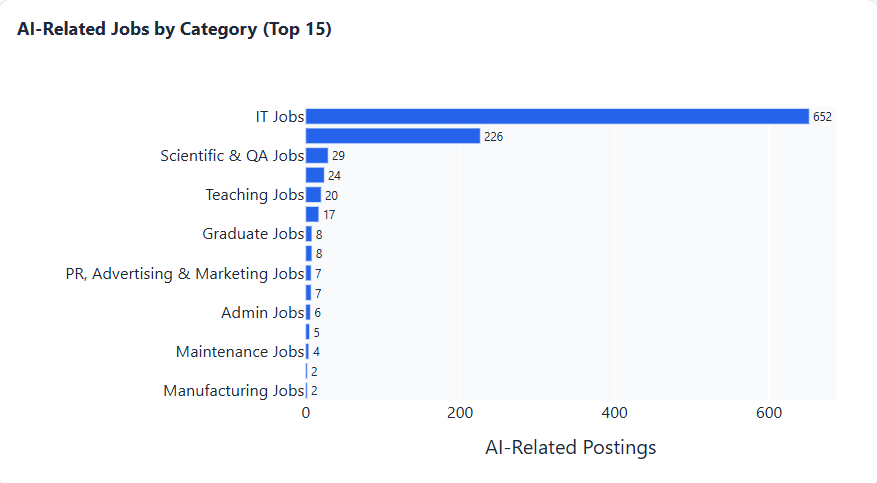 AI-Related Jobs by Category (Top 15)
IT Jobs 652
226
Scientific & QA Jobs 29
24
Teaching Jobs 20
17
Graduate Jobs 8
8
PR, Advertising & Marketing Jobs 7
7
Admin Jobs 6
5
Maintenance Jobs 4
2
Manufacturing Jobs 2
0 200 400 600
AI-Related Postings